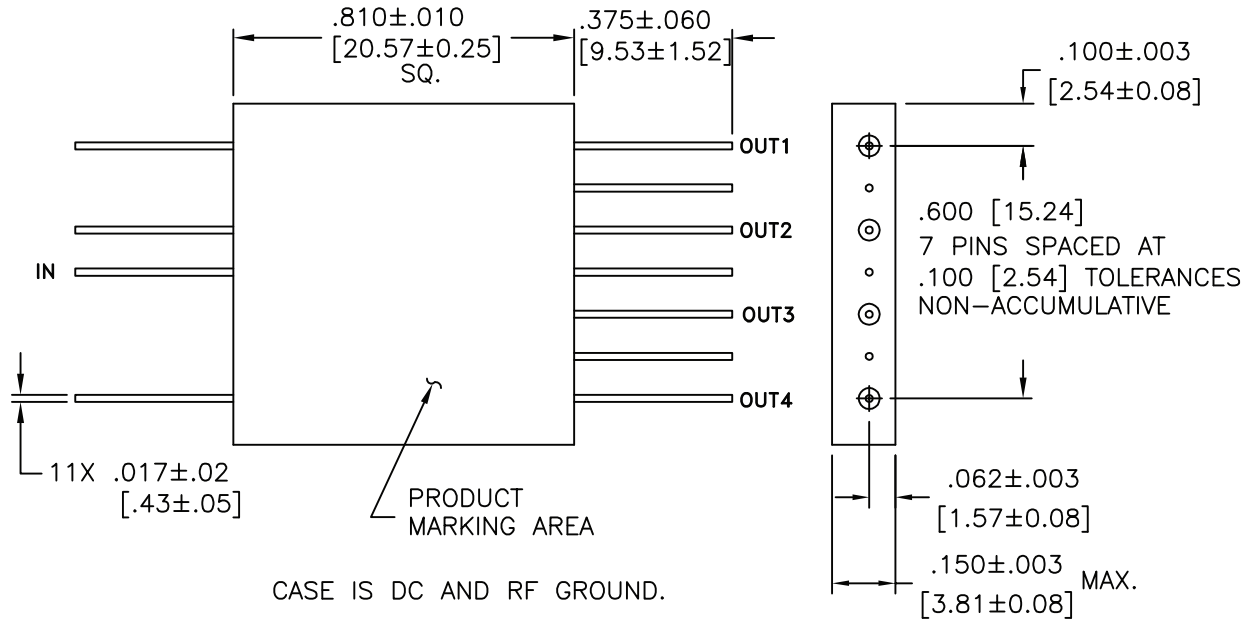 .810±.010
[20.57±0.25]
SQ.
.375±.060
[9.53±1.52]
.100±.003
[2.54±0.08]
OUT1
OUT2
IN
OUT3
OUT4
.600 [15.24]
7 PINS SPACED AT
.100 [2.54] TOLERANCES
NON-ACCUMULATIVE
11X .017±.02
[.43±.05]
PRODUCT
MARKING AREA
.062±.003
[1.57±0.08]
.150±.003 MAX.
[3.81±0.08]
CASE IS DC AND RF GROUND.